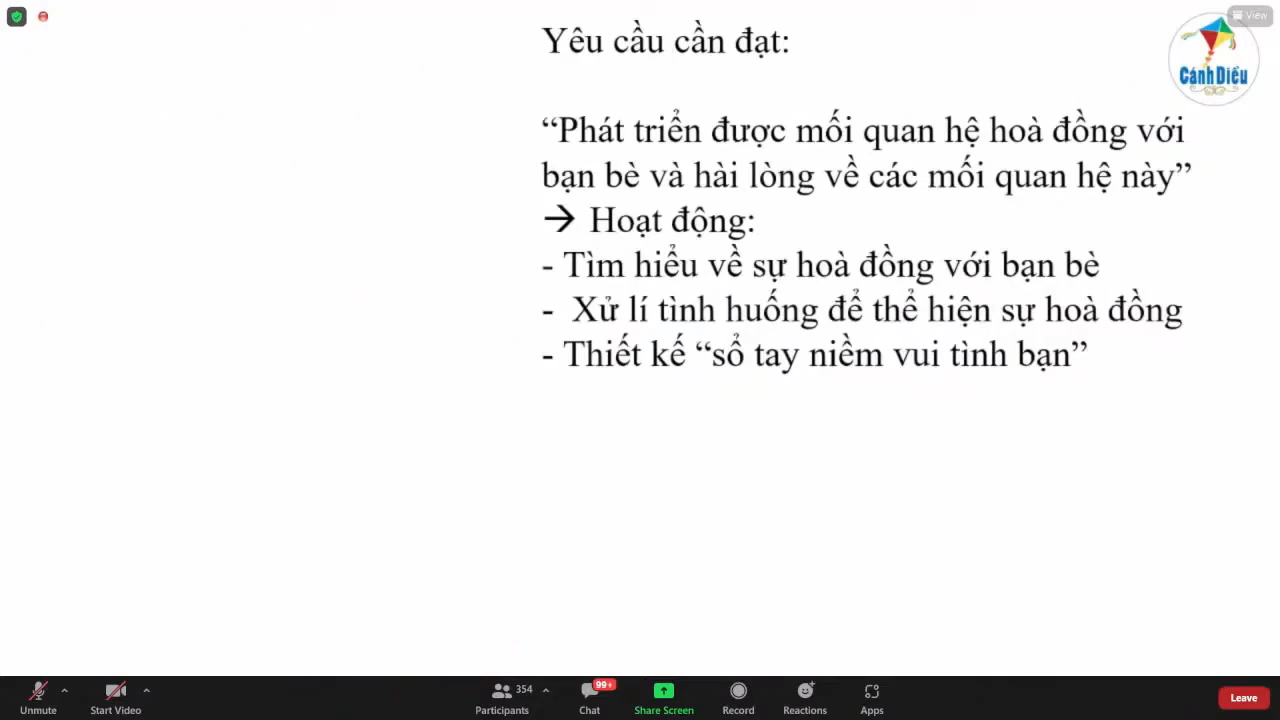 View
Yêu cầu cần đạt:
Cánh Diều
“Phát triển được mối quan hệ hoà đồng với
bạn bè và hài lòng về các mối quan hệ này”
→ Hoạt động:
- Tìm hiểu về sự hoà đồng với bạn bè
- Xử lí tình huống để thể hiện sự hoà đồng
- Thiết kế “sổ tay niềm vui tình bạn”
354
99+
Unmute
Start Video
Participants
Chat
Share Screen
Record
Reactions
Apps
Leave